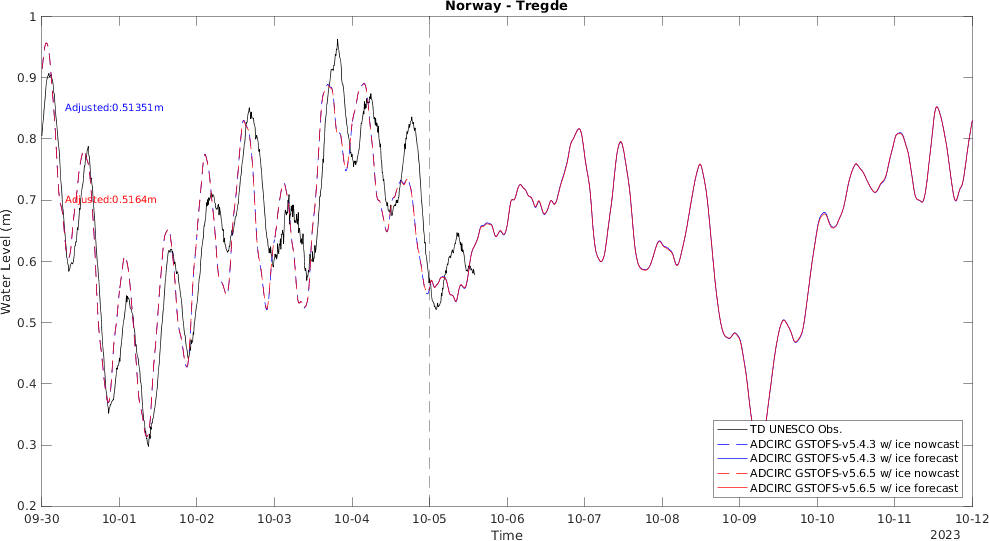 Norway - Tregde
1
0.9
0.8
0.7
0.6
0.5
0.4
0.3
0.2
Water Level (m)
Adjusted:0.51351m
Adjusted:0.5164m
TD UNESCO Obs.
ADCIRC GSTOFS-v5.4.3 w/ ice nowcast
ADCIRC GSTOFS-v5.4.3 w/ ice forecast
ADCIRC GSTOFS-v5.6.5 w/ ice nowcast
ADCIRC GSTOFS-v5.6.5 w/ ice forecast
09-30 10-01 10-02 10-03 10-04 10-05 10-06 10-07 10-08 10-09 10-10 10-11 10-12
Time
2023